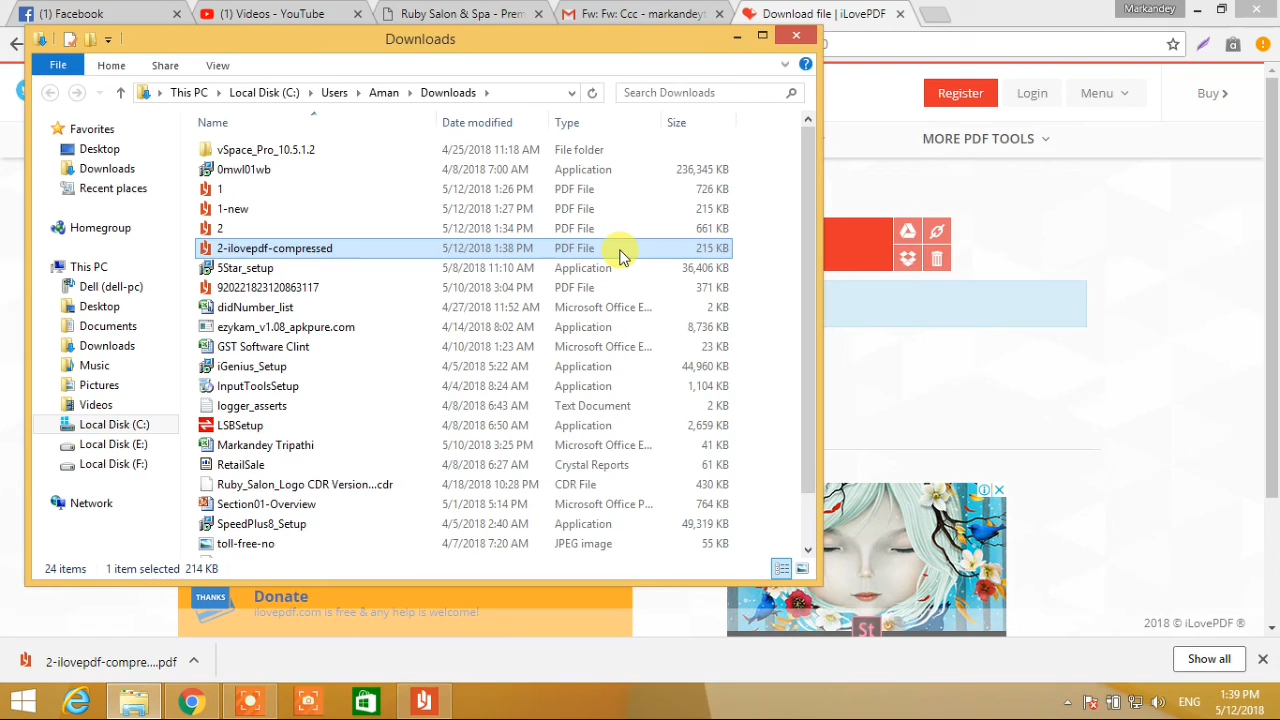 (1) Facebook
(1) Videos - YouTube
Ruby Salon & Spa - Prem
Fw: Fw: Ccc - markandeyt
Download file | iLovePDF
Markandey
Downloads
File Home Share View
This PC Local Disk (C:) Users Aman Downloads
Search Downloads
Register Login Menu Buy
MORE PDF TOOLS
Name Date modified Type Size
Favorites
Desktop
Downloads
Recent places
Homegroup
This PC
Dell (dell-pc)
Desktop
Documents
Downloads
Music
Pictures
Videos
Local Disk (C:)
Local Disk (E:)
Local Disk (F:)
Network
vSpace_Pro_10.5.1.2 4/25/2018 11:18 AM File folder
0mwl01wb 4/8/2018 7:00 AM Application 236,345 KB
1 5/12/2018 1:26 PM PDF File 726 KB
1-new 5/12/2018 1:27 PM PDF File 215 KB
2 5/12/2018 1:34 PM PDF File 661 KB
2-ilovepdf-compressed 5/12/2018 1:38 PM PDF File 215 KB
5Star_setup 5/8/2018 11:10 AM Application 36,406 KB
920221823120863117 5/10/2018 3:04 PM PDF File 371 KB
didNumber_list 4/27/2018 11:52 AM Microsoft Office E... 2 KB
ezykam_v1.08_apkpure.com 4/14/2018 8:02 AM Application 8,736 KB
GST Software Clint 4/10/2018 1:23 AM Microsoft Office E... 23 KB
iGenius_Setup 4/5/2018 5:22 AM Application 44,960 KB
InputToolsSetup 4/4/2018 8:24 AM Application 1,104 KB
logger_asserts 4/8/2018 6:43 AM Text Document 2 KB
LSBSetup 4/8/2018 6:50 AM Application 2,659 KB
Markandey Tripathi 5/10/2018 3:25 PM Microsoft Office E... 41 KB
RetailSale 4/8/2018 6:27 AM Crystal Reports 61 KB
Ruby_Salon_Logo CDR Version...cdr 4/18/2018 10:28 PM CDR File 430 KB
Section01-Overview 5/1/2018 5:14 PM Microsoft Office P... 764 KB
SpeedPlus8_Setup 4/5/2018 2:40 AM Application 49,319 KB
toll-free-no 4/7/2018 7:20 AM JPEG image 55 KB
24 items 1 item selected 214 KB
THANKS
Donate
ilovepdf.com is free & any help is welcome!
St
2018 © iLovePDF ®
2-ilovepdf-compre....pdf
Show all
ENG
1:39 PM
5/12/2018